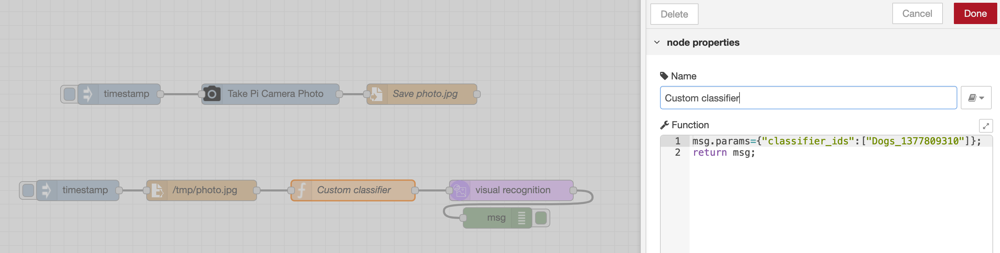 timestamp
Take Pi Camera Photo
Save photo.jpg
timestamp
/tmp/photo.jpg
f
Custom classifier
visual recognition
msg
Delete
Cancel
Done
node properties
Name
Custom classifier
Function
1 msg.params={"classifier_ids":["Dogs_1377809310"]};
2 return msg;